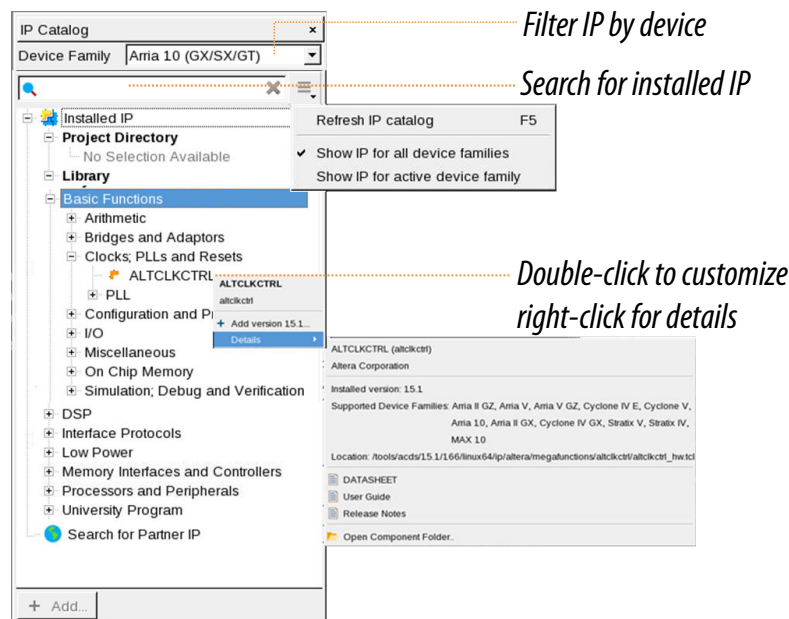 IP Catalog ×
Filter IP by device
Device Family Arria 10 (GX/SX/GT)
Search for installed IP
Installed IP
Project Directory
No Selection Available
Library
Refresh IP catalog F5
✓ Show IP for all device families
Show IP for active device family
Basic Functions
Arithmetic
Bridges and Adaptors
Clocks; PLLs and Resets
ALTCLKCTRL
PLL
Configuration and P
I/O
Miscellaneous
On Chip Memory
Simulation; Debug and Verification
DSP
Interface Protocols
Low Power
Memory Interfaces and Controllers
Processors and Peripherals
University Program
Search for Partner IP
+ Add...
ALTCLKCTRL
altclkctrl
+ Add version 15.1...
Details
Double-click to customize
right-click for details
ALTCLKCTRL (altclkctrl)
Altera Corporation
Installed version: 15.1
Supported Device Families: Arria II GZ, Arria V, Arria V GZ, Cyclone IV E, Cyclone V,
Arria 10, Arria II GX, Cyclone IV GX, Stratix V, Stratix IV,
MAX 10
Location: /tools/acds/15.1/166/linux64/ip/altera/megafunctions/altclkctrl/altclkctrl_hw.tcl
DATASHEET
User Guide
Release Notes
Open Component Folder..